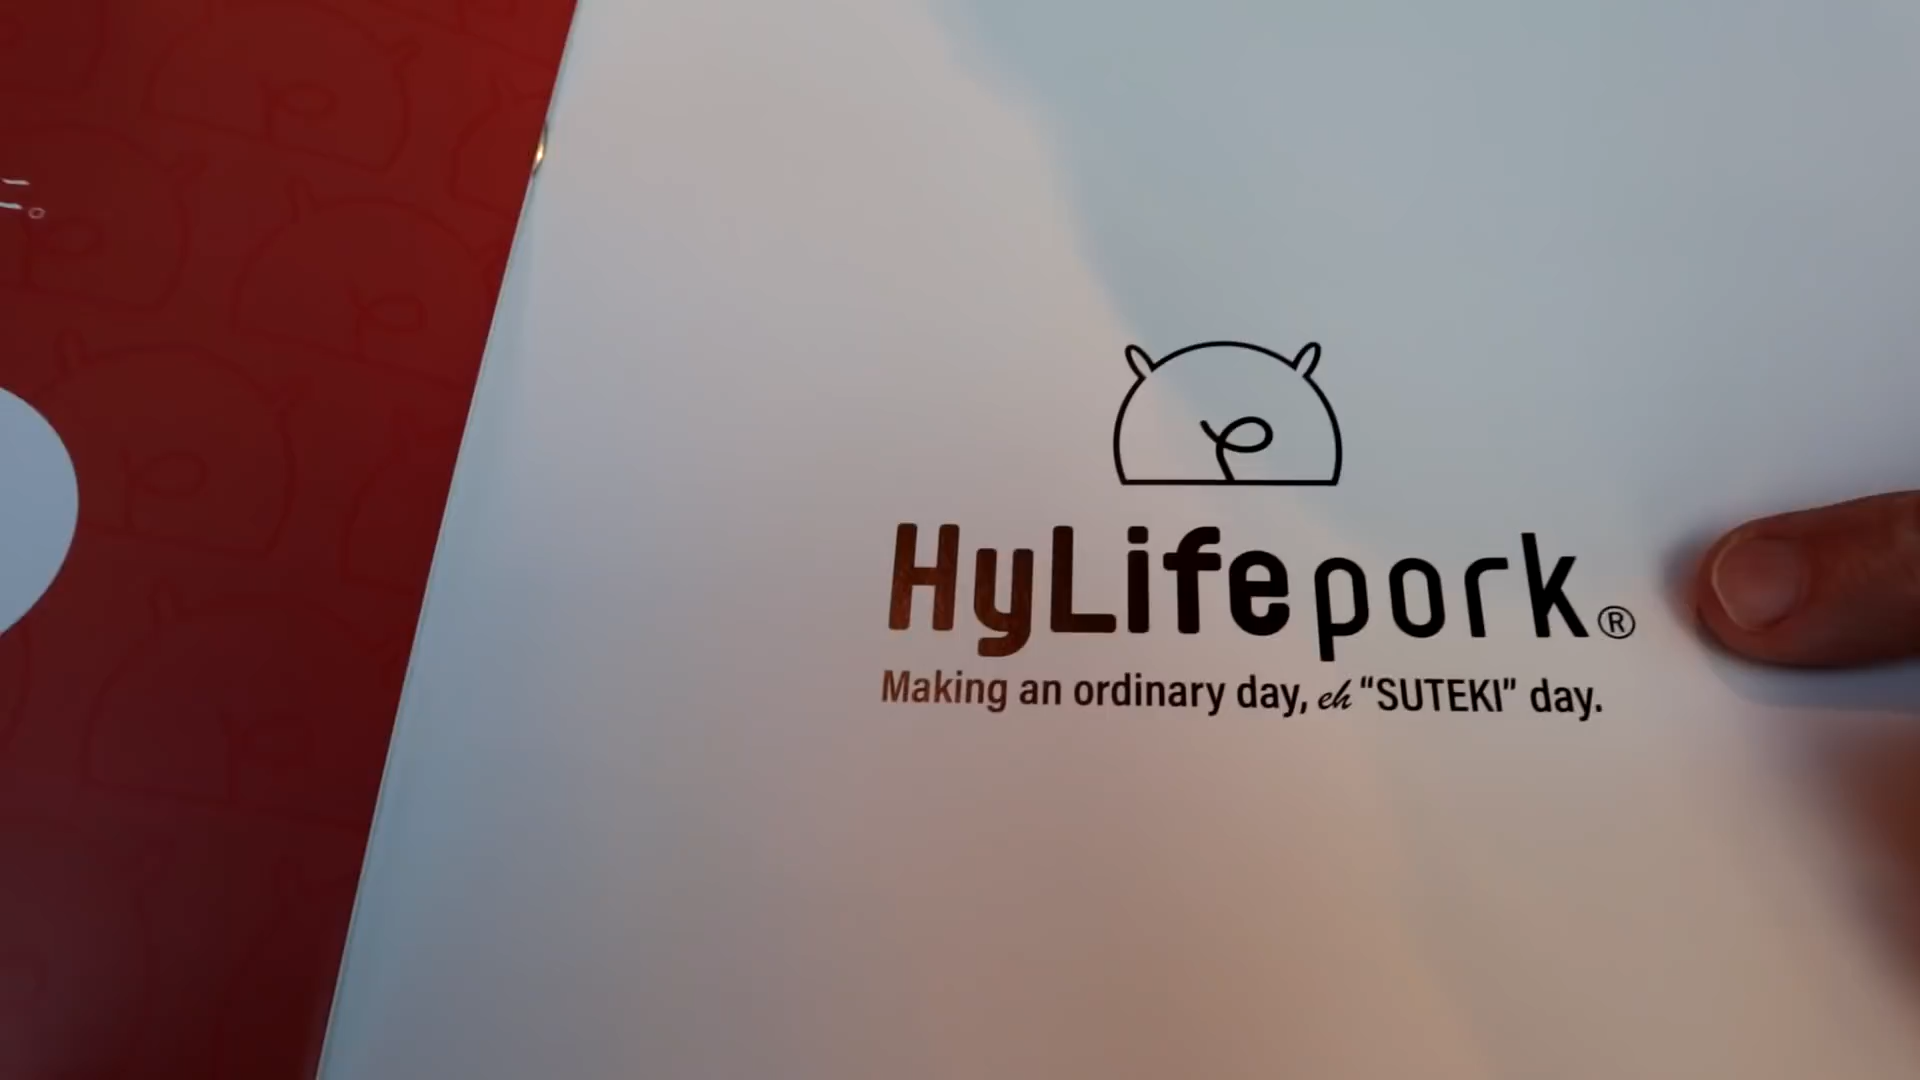 HyLifepork®
Making an ordinary day, eh “SUTEKI” day.